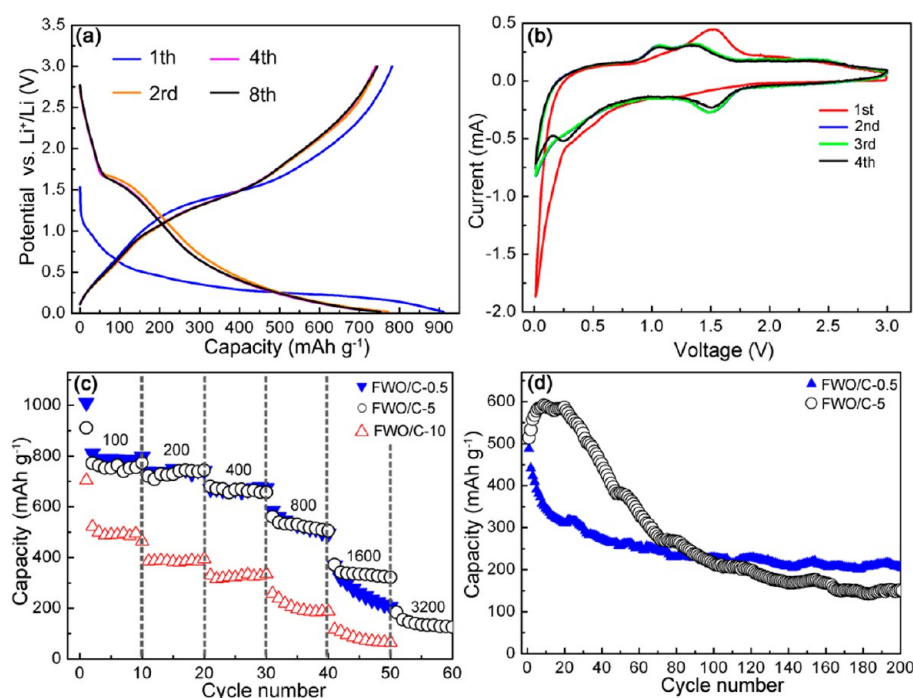 (a)
1th
4th
2rd
8th
3.5
3.0
2.5
2.0
1.5
1.0
0.5
0.0
Potential vs. Li⁺/Li (V)
0 100 200 300 400 500 600 700 800 900
Capacity (mAh g⁻¹)
(b)
0.5
0.0
-0.5
-1.0
-1.5
-2.0
Current (mA)
1st
2nd
3rd
4th
0.0 0.5 1.0 1.5 2.0 2.5 3.0
Voltage (V)
(c)
FWO/C-0.5
FWO/C-5
FWO/C-10
1000
800
600
400
200
0
Capacity (mAh g⁻¹)
100
200
400
800
1600
3200
0 10 20 30 40 50 60
Cycle number
(d)
FWO/C-0.5
FWO/C-5
600
500
400
300
200
100
0
Capacity (mAh g⁻¹)
0 20 40 60 80 100 120 140 160 180 200
Cycle number